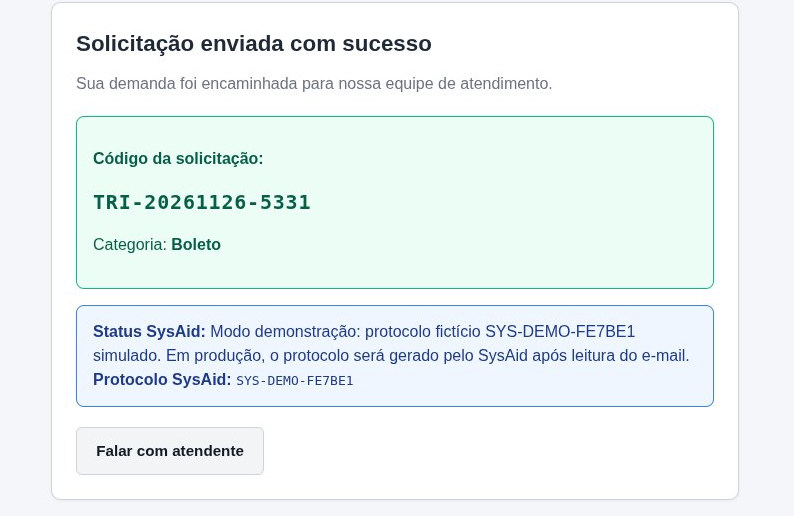 Solicitação enviada com sucesso
Sua demanda foi encaminhada para nossa equipe de atendimento.
Código da solicitação:
TRI-20261126-5331
Categoria: Boleto
Status SysAid: Modo demonstração: protocolo fictício SYS-DEMO-FE7BE1
simulado. Em produção, o protocolo será gerado pelo SysAid após leitura do e-mail.
Protocolo SysAid: SYS-DEMO-FE7BE1
Falar com atendente